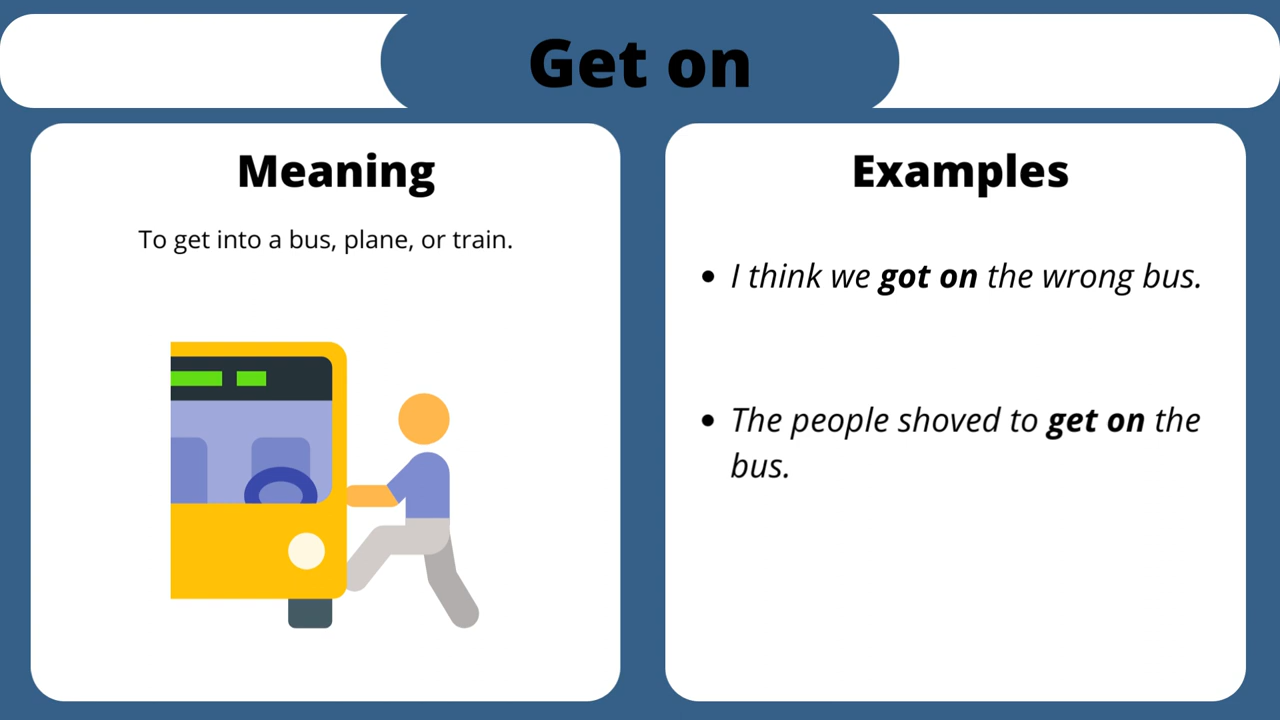 Get on
Meaning
To get into a bus, plane, or train.
Examples
• I think we got on the wrong bus.
• The people shoved to get on the
bus.